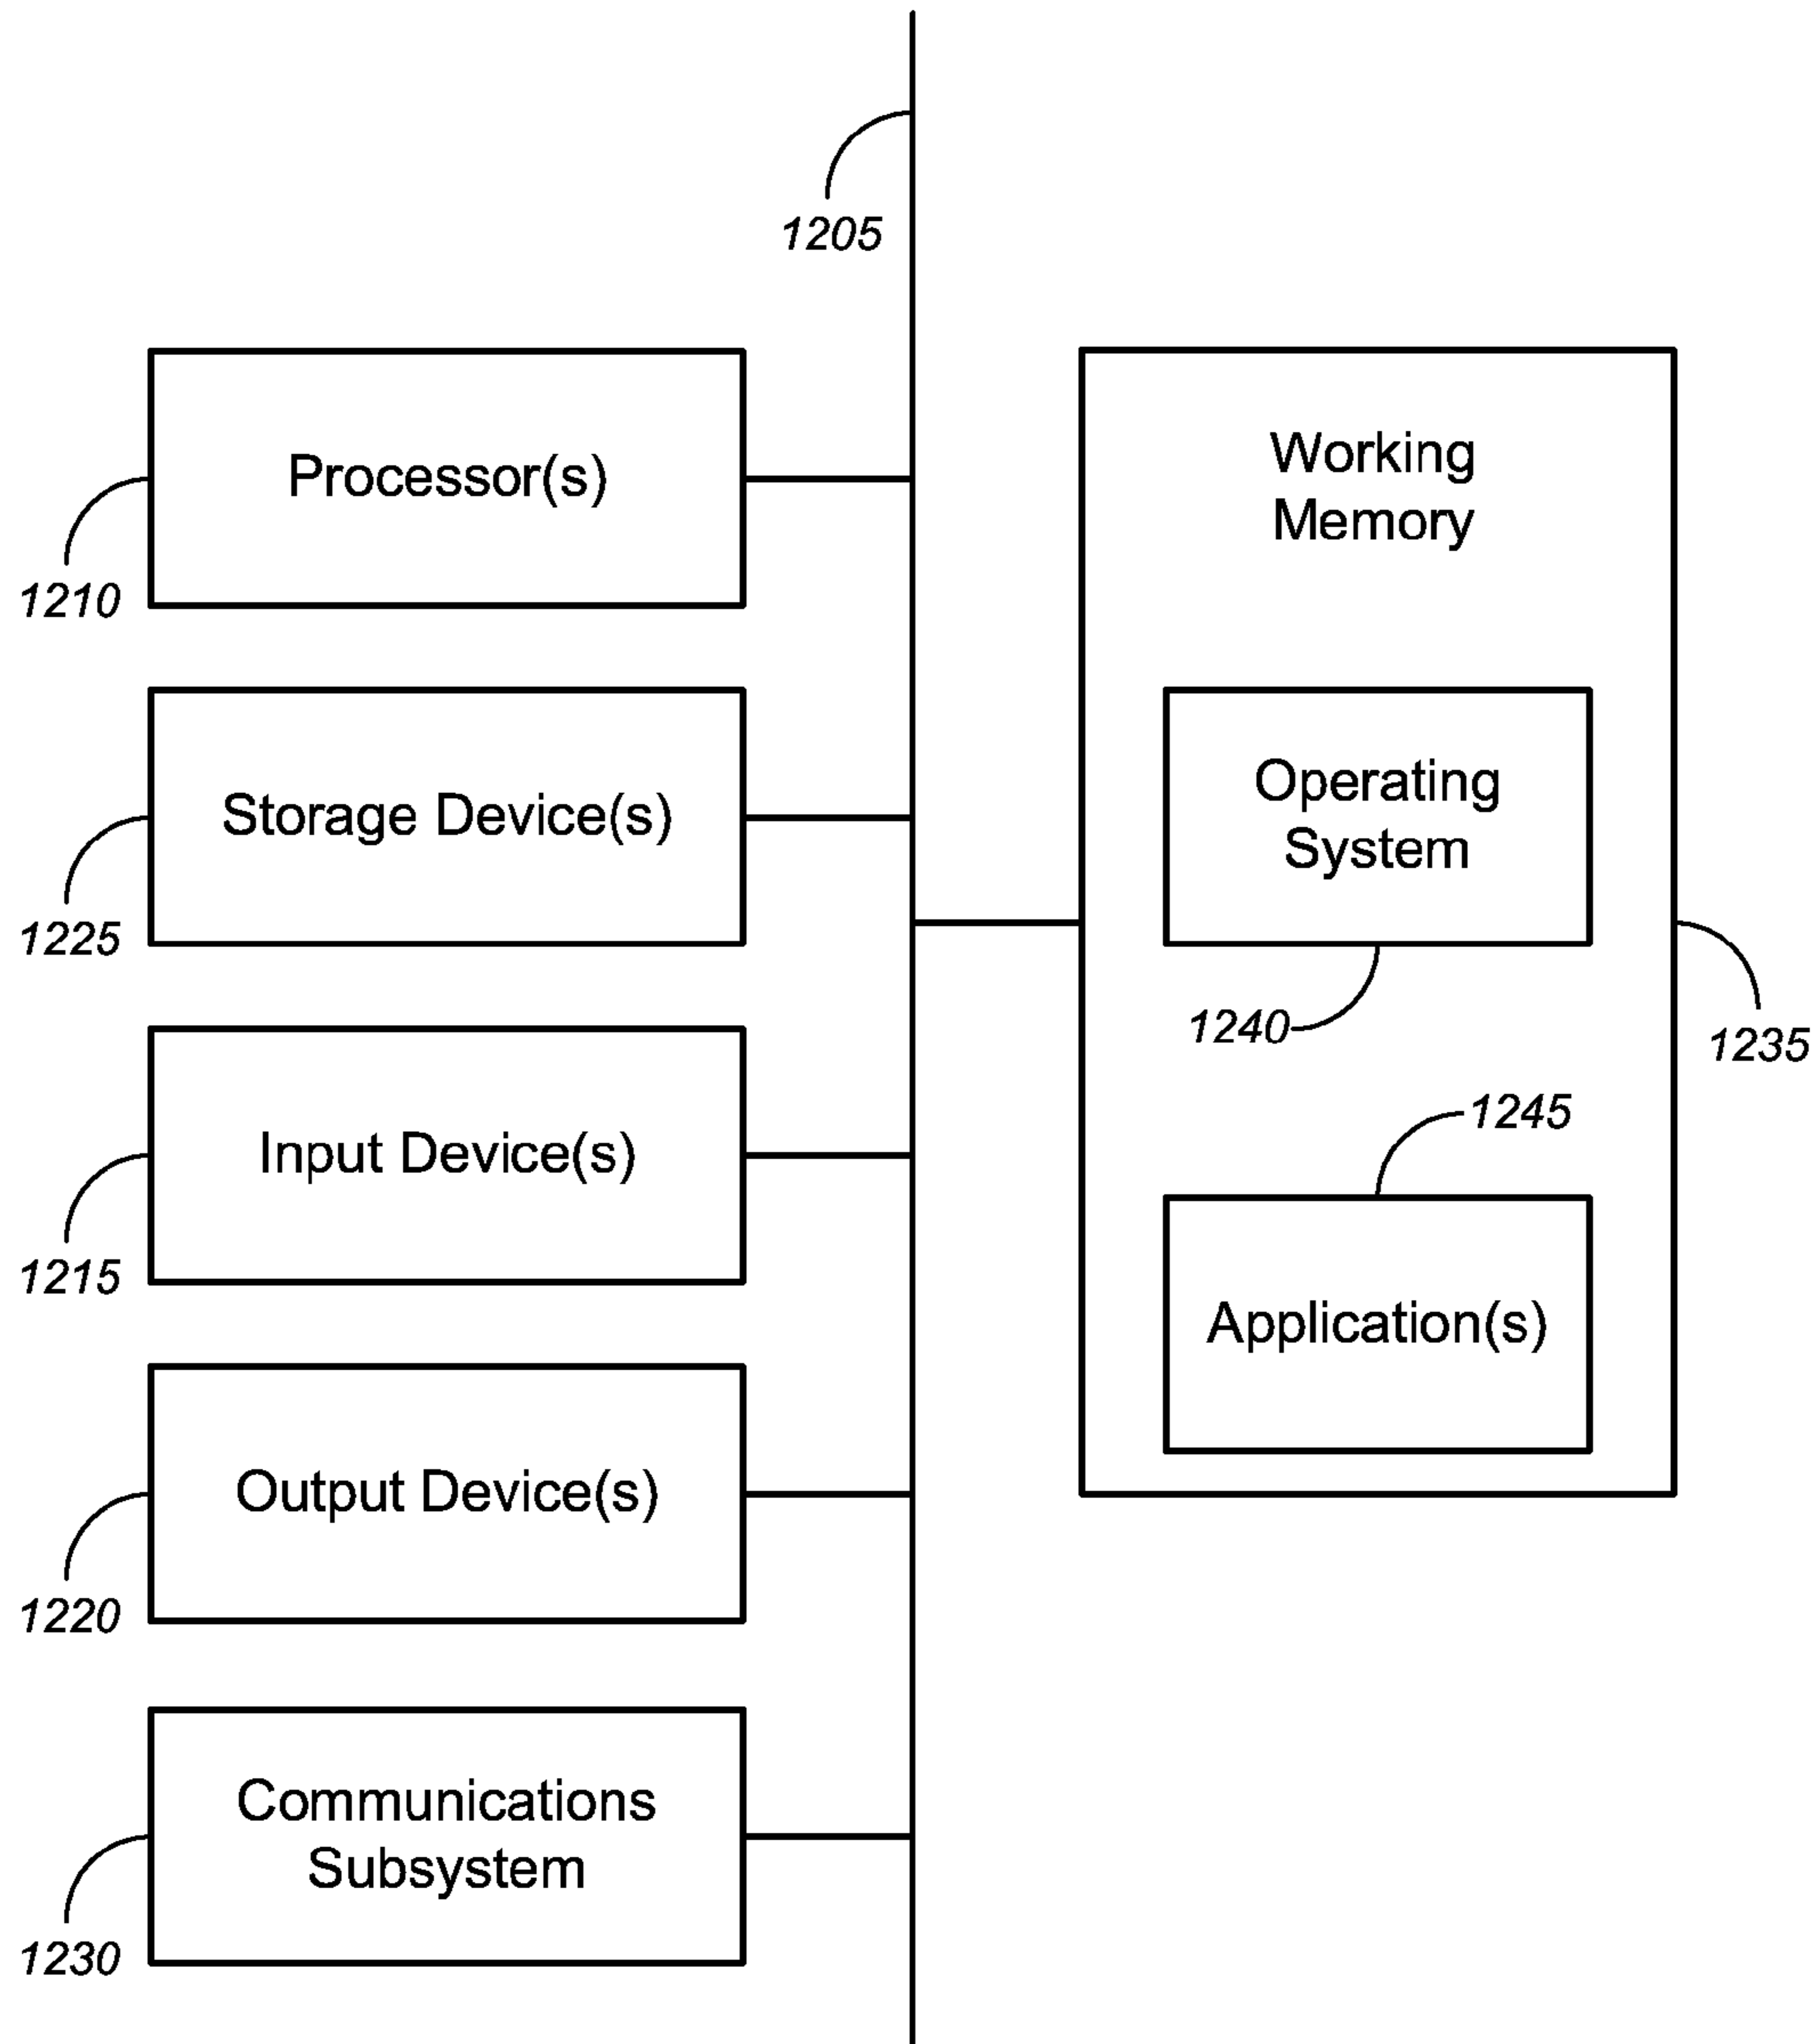 1205
Processor(s)
1210
Storage Device(s)
1225
Input Device(s)
1215
Output Device(s)
1220
Communications
Subsystem
1230
Working
Memory
Operating
System
1240
1235
1245
Application(s)